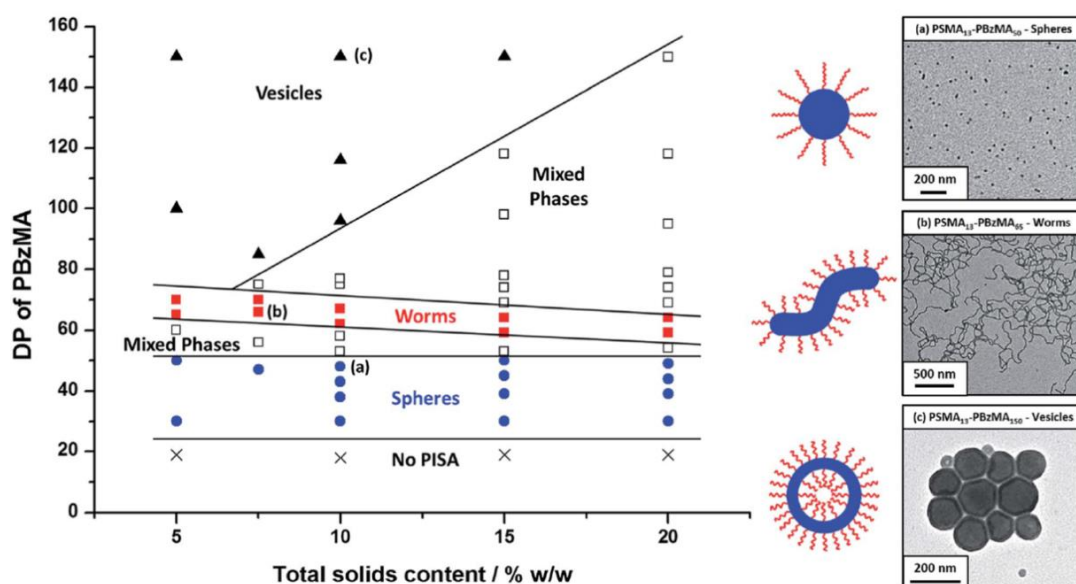 160
140
120
100
80
60
40
20
0
DP of PBzMA
5
10
15
20
Total solids content / % w/w
Vesicles
(c)
Mixed
Phases
Worms
(b)
Mixed Phases
(a)
Spheres
No PISA
(a) PSMA₁₃-PBzMA₅₀ - Spheres
200 nm
(b) PSMA₁₃-PBzMA₆₅ - Worms
500 nm
(c) PSMA₁₃-PBzMA₁₅₀ - Vesicles
200 nm